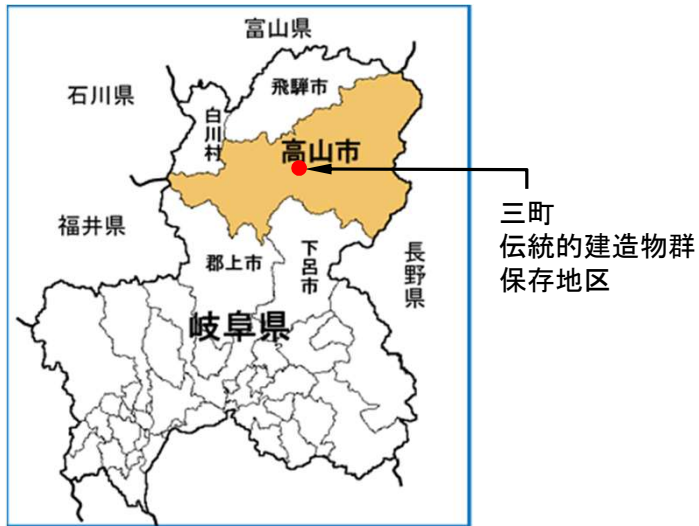 富山県
石川県
飛騨市
白川村
高山市
三町
伝統的建造物群
保存地区
福井県
郡上市
下呂市
長野県
岐阜県